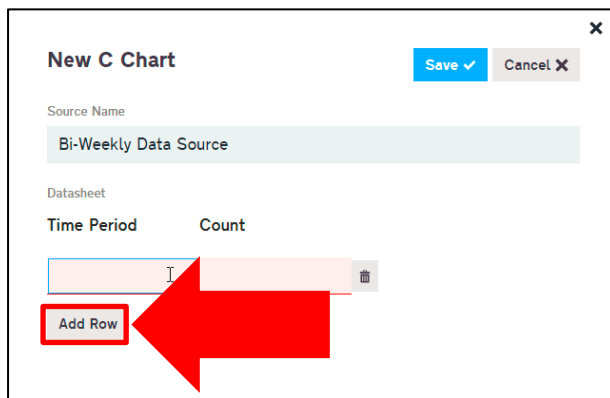 New C Chart
Save
Cancel
Source Name
Bi-Weekly Data Source
Datasheet
Time Period Count
Add Row